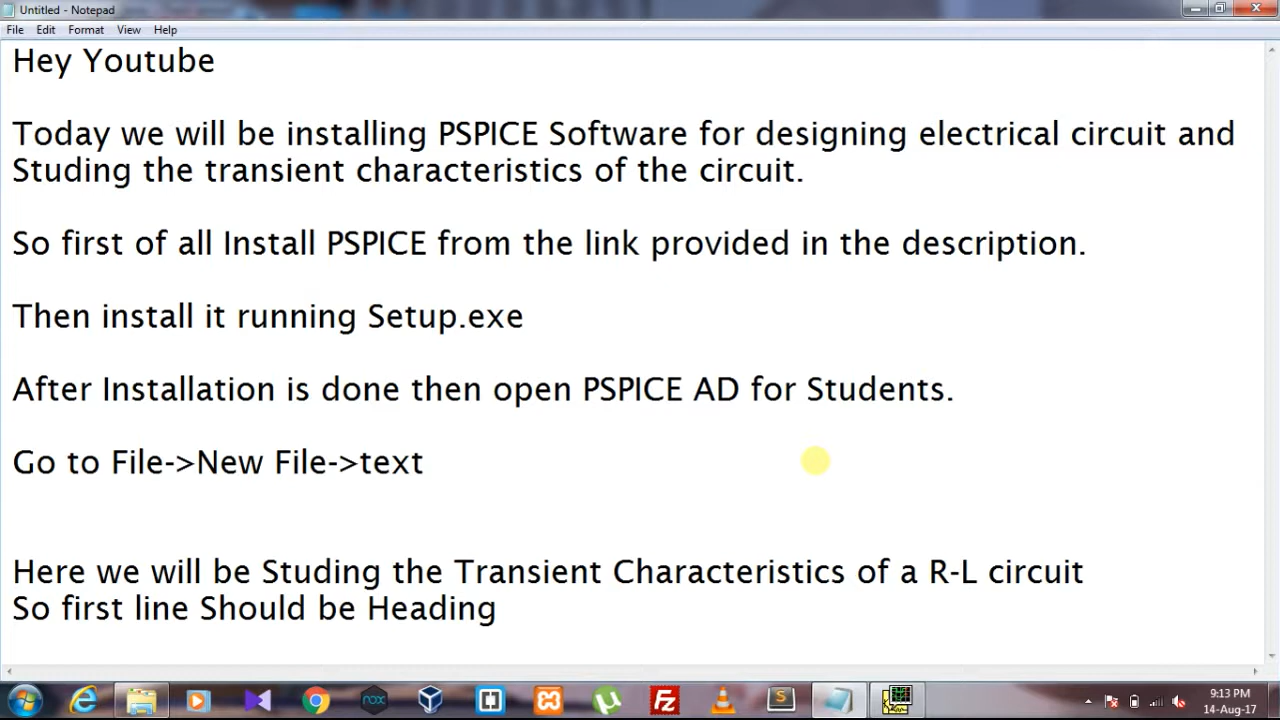 Untitled - Notepad
File Edit Format View Help
Hey Youtube
Today we will be installing PSPICE Software for designing electrical circuit and
Studing the transient characteristics of the circuit.
So first of all Install PSPICE from the link provided in the description.
Then install it running Setup.exe
After Installation is done then open PSPICE AD for Students.
Go to File->New File->text
Here we will be Studing the Transient Characteristics of a R-L circuit
So first line Should be Heading
nox
Fz
S
9:13 PM
14-Aug-17